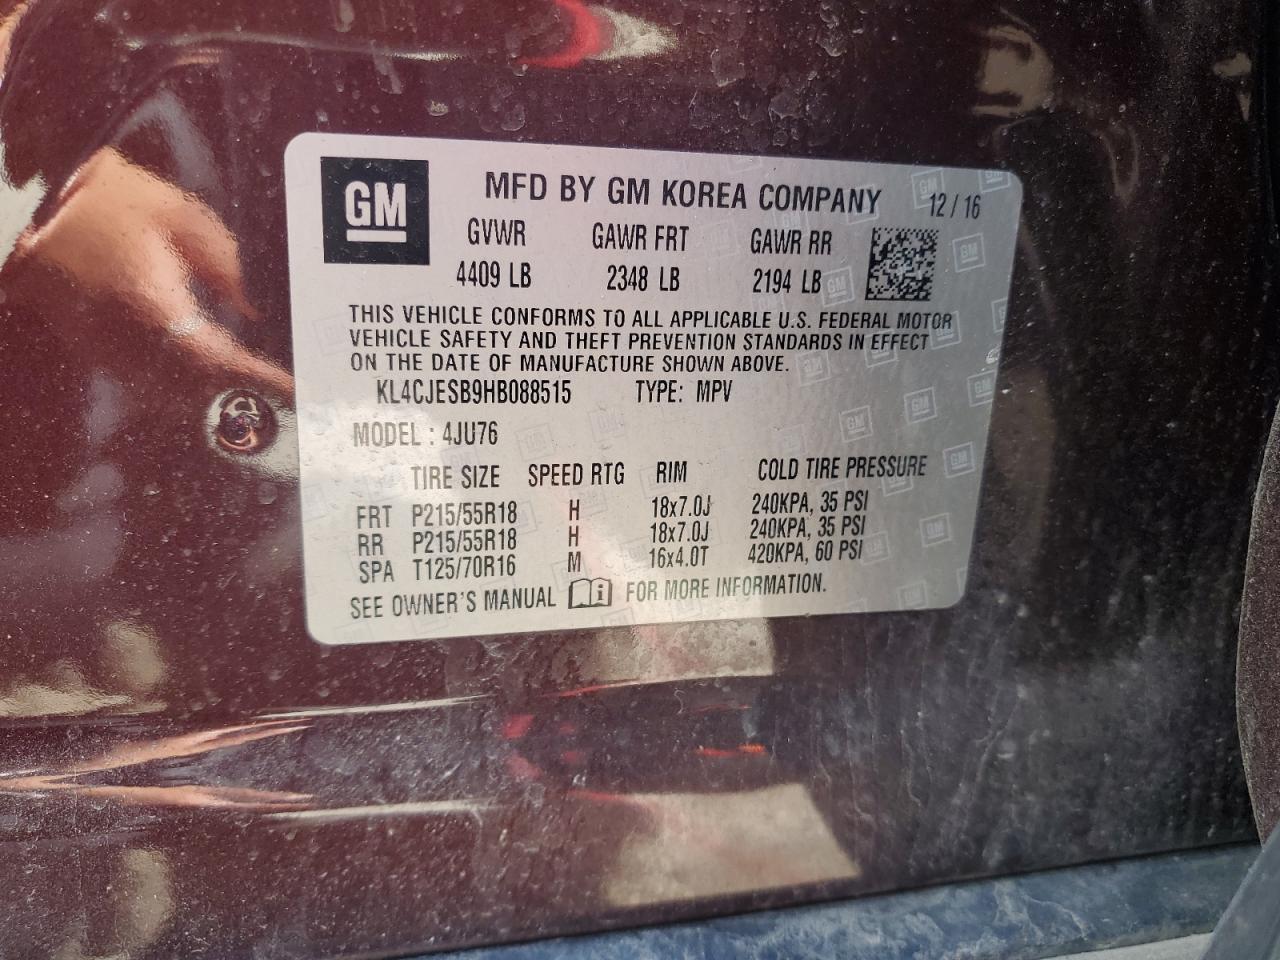 GM
MFD BY GM KOREA COMPANY 12 / 16
GVWR GAWR FRT GAWR RR
4409 LB 2348 LB 2194 LB
THIS VEHICLE CONFORMS TO ALL APPLICABLE U.S. FEDERAL MOTOR
VEHICLE SAFETY AND THEFT PREVENTION STANDARDS IN EFFECT
ON THE DATE OF MANUFACTURE SHOWN ABOVE.
KL4CJESB9HB088515 TYPE: MPV
MODEL : 4JU76
TIRE SIZE SPEED RTG RIM COLD TIRE PRESSURE
FRT P215/55R18 H 18x7.0J 240KPA, 35 PSI
RR P215/55R18 H 18x7.0J 240KPA, 35 PSI
SPA T125/70R16 M 16x4.0T 420KPA, 60 PSI
SEE OWNER'S MANUAL i FOR MORE INFORMATION.